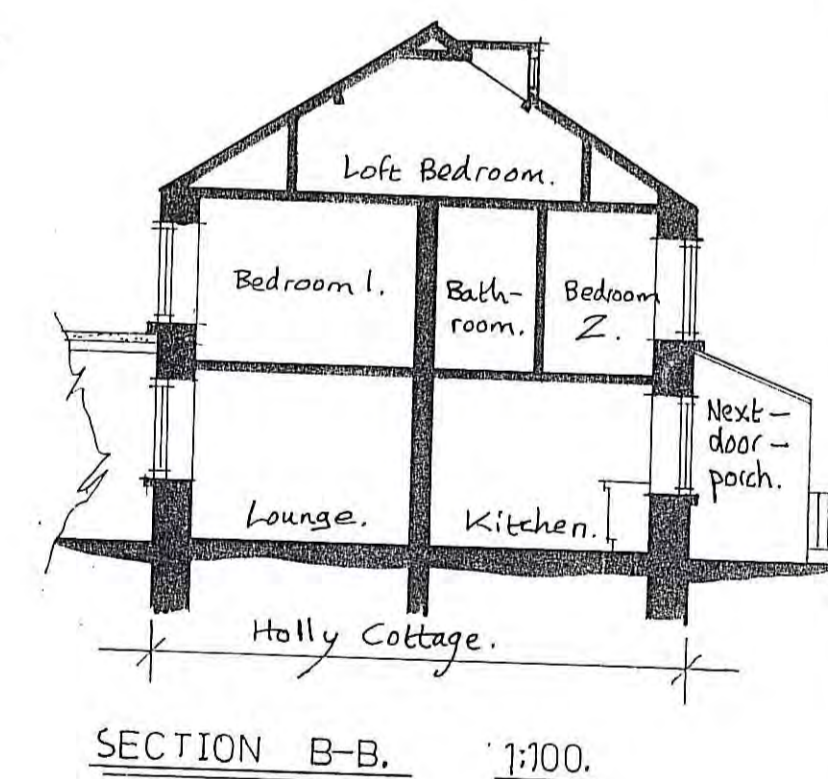 Loft Bedroom.
Bedroom 1.
Bath-
room.
Bedroom
2.
Next-
door-
porch.
Lounge.
Kitchen.
Holly Cottage.
SECTION B-B. 1:100.